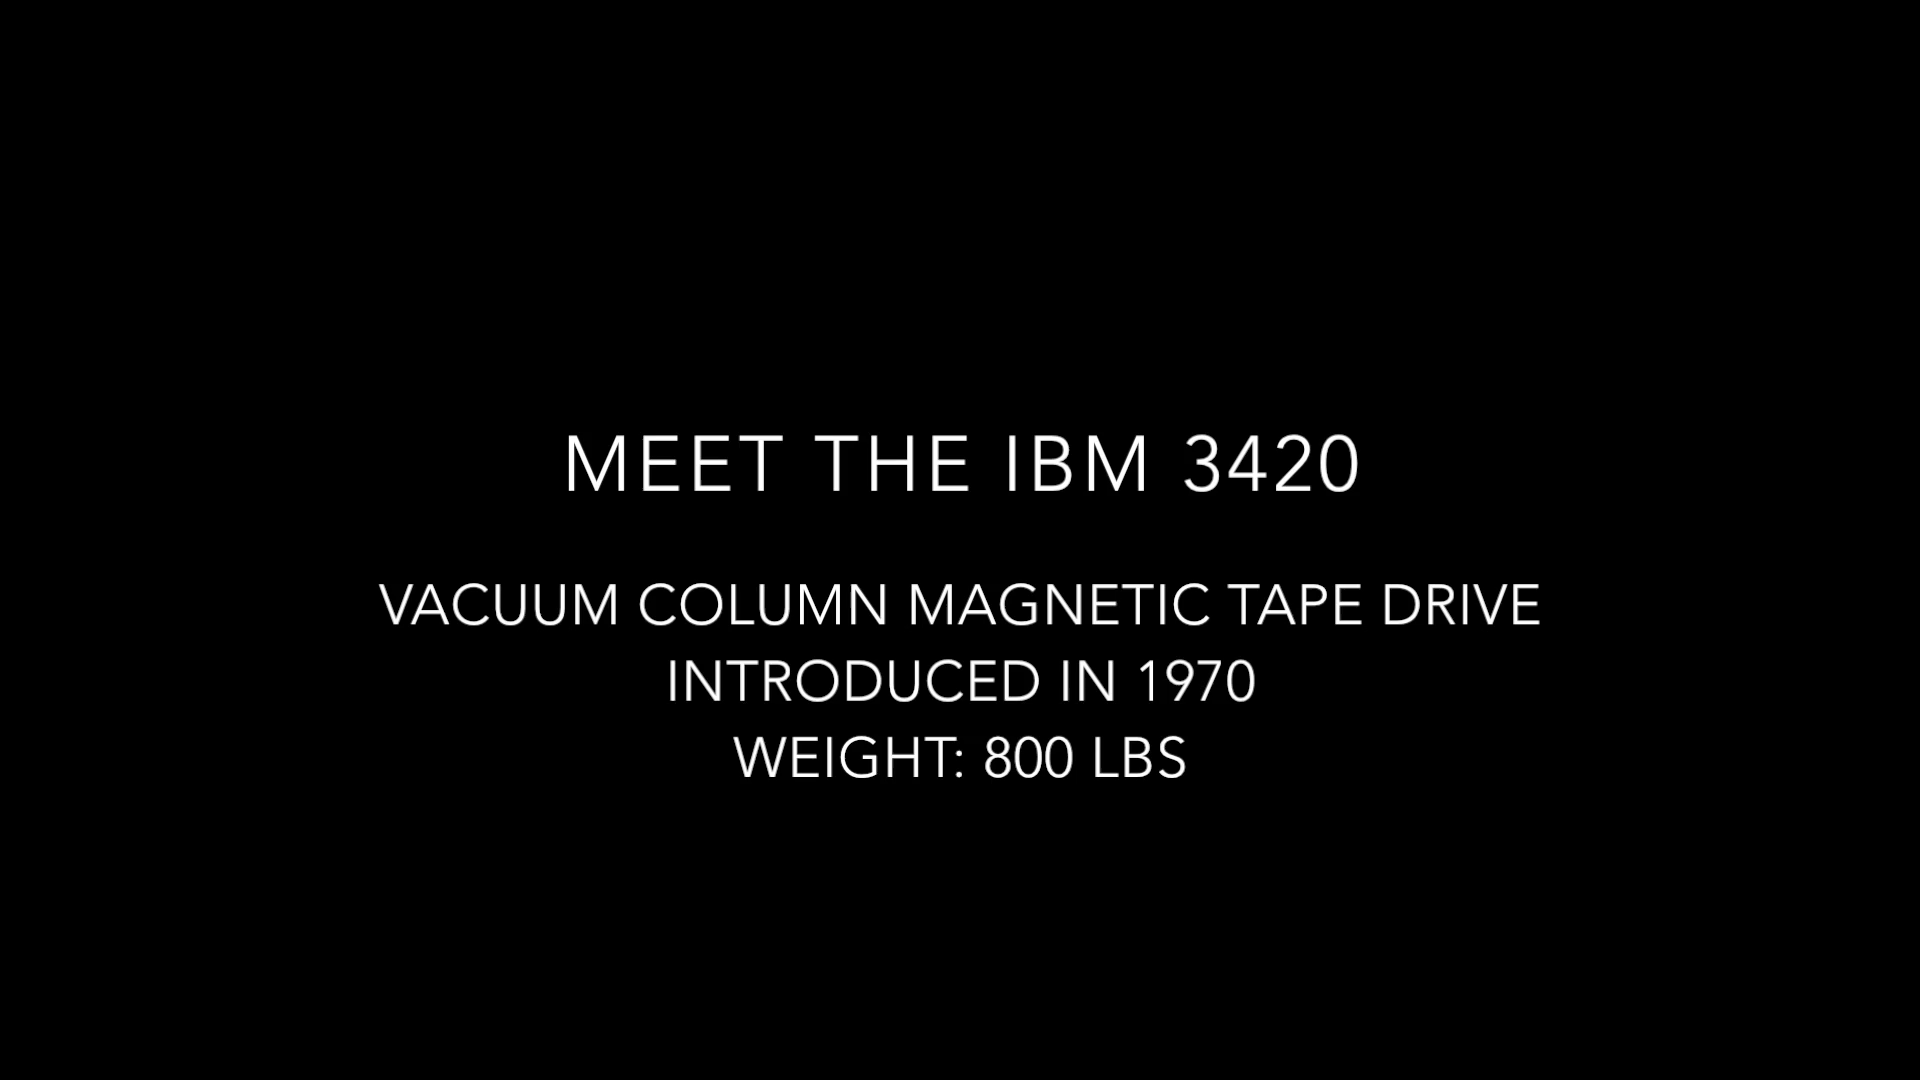 MEET THE IBM 3420
VACUUM COLUMN MAGNETIC TAPE DRIVE
INTRODUCED IN 1970
WEIGHT: 800 LBS